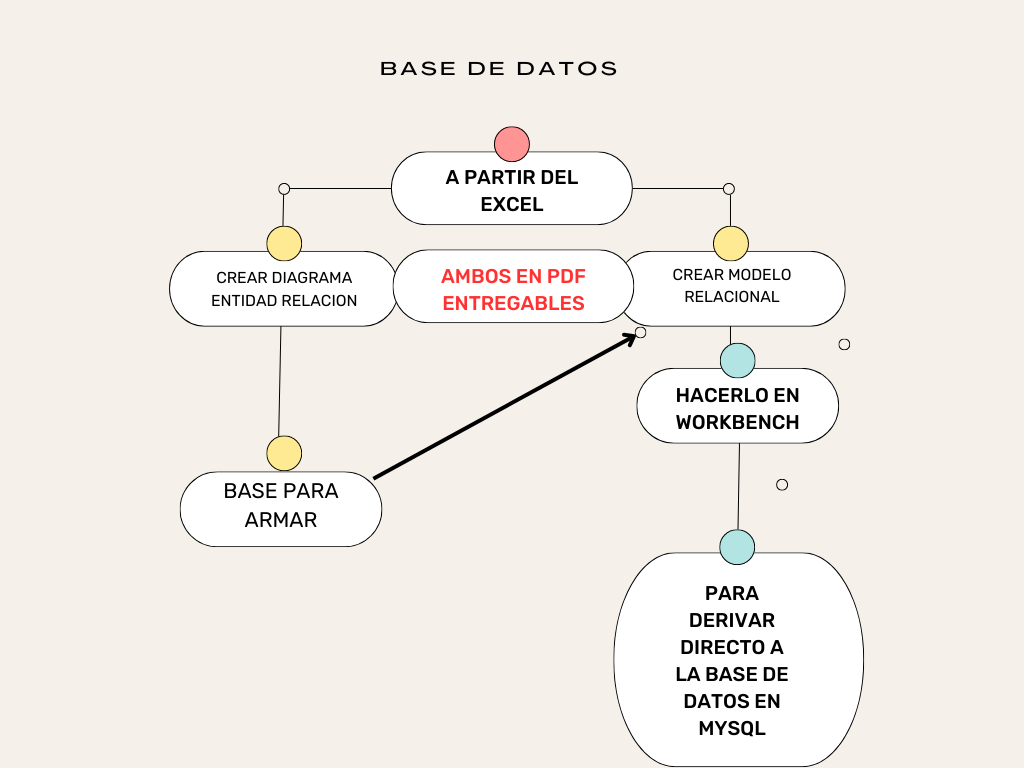 BASE DE DATOS
A PARTIR DEL
EXCEL
CREAR DIAGRAMA
ENTIDAD RELACION
AMBOS EN PDF
ENTREGABLES
CREAR MODELO
RELACIONAL
HACERLO EN
WORKBENCH
BASE PARA
ARMAR
PARA
DERIVAR
DIRECTO A
LA BASE DE
DATOS EN
MYSQL